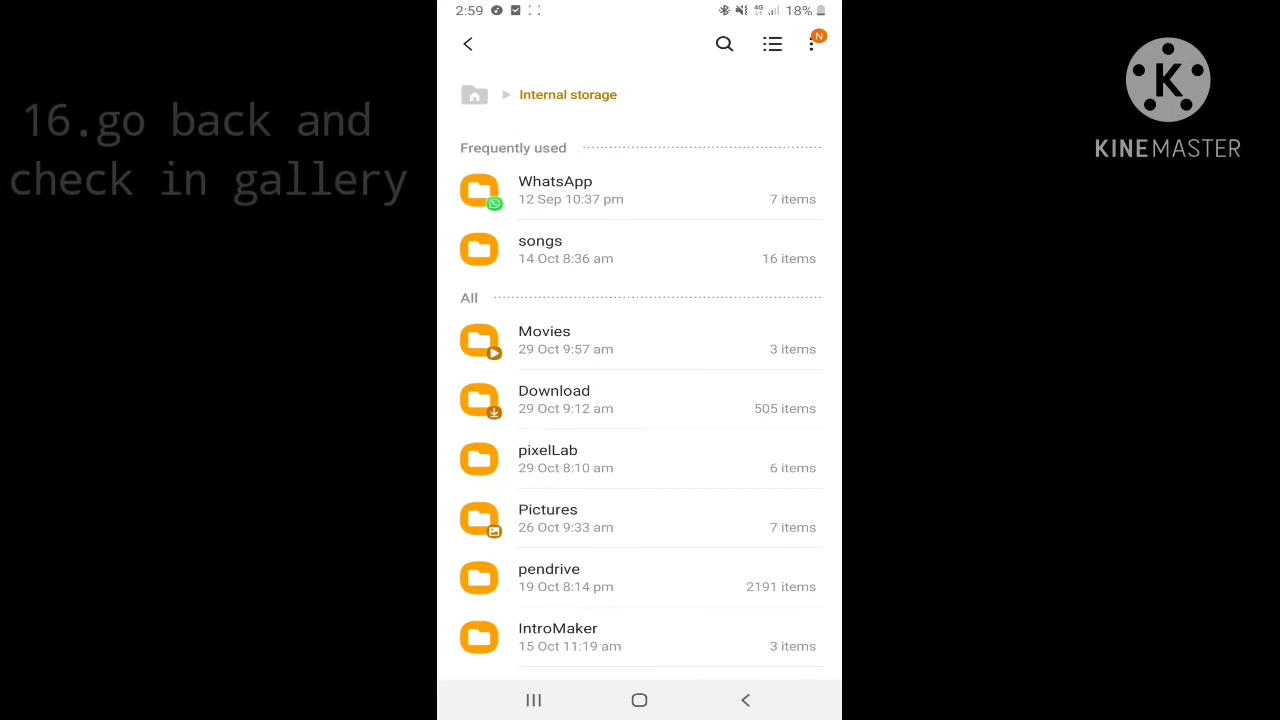 16.go back and
check in gallery
2:59
4G
18%
N
Internal storage
Frequently used
WhatsApp
12 Sep 10:37 pm
7 items
songs
14 Oct 8:36 am
16 items
All
Movies
29 Oct 9:57 am
3 items
Download
29 Oct 9:12 am
505 items
pixelLab
29 Oct 8:10 am
6 items
Pictures
26 Oct 9:33 am
7 items
pendrive
19 Oct 8:14 pm
2191 items
IntroMaker
15 Oct 11:19 am
3 items
K
KINEMASTER